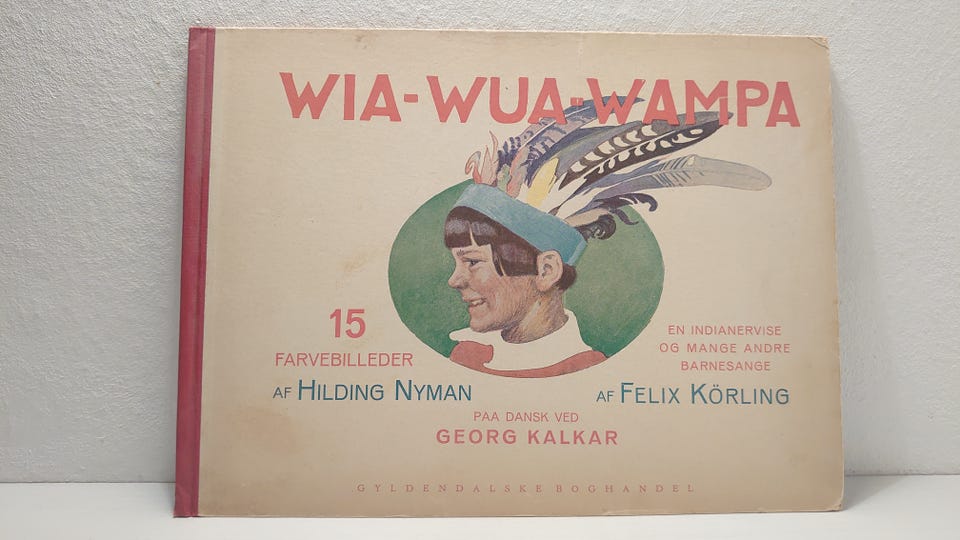 WIA-WUA-WAMPA
15
FARVEBILLEDER
AF HILDING NYMAN
EN INDIANERVISE
OG MANGE ANDRE
BARNESANGE
AF FELIX KÖRLING
PAA DANSK VED
GEORG KALKAR
GYLDENDALSKE BOGHANDEL